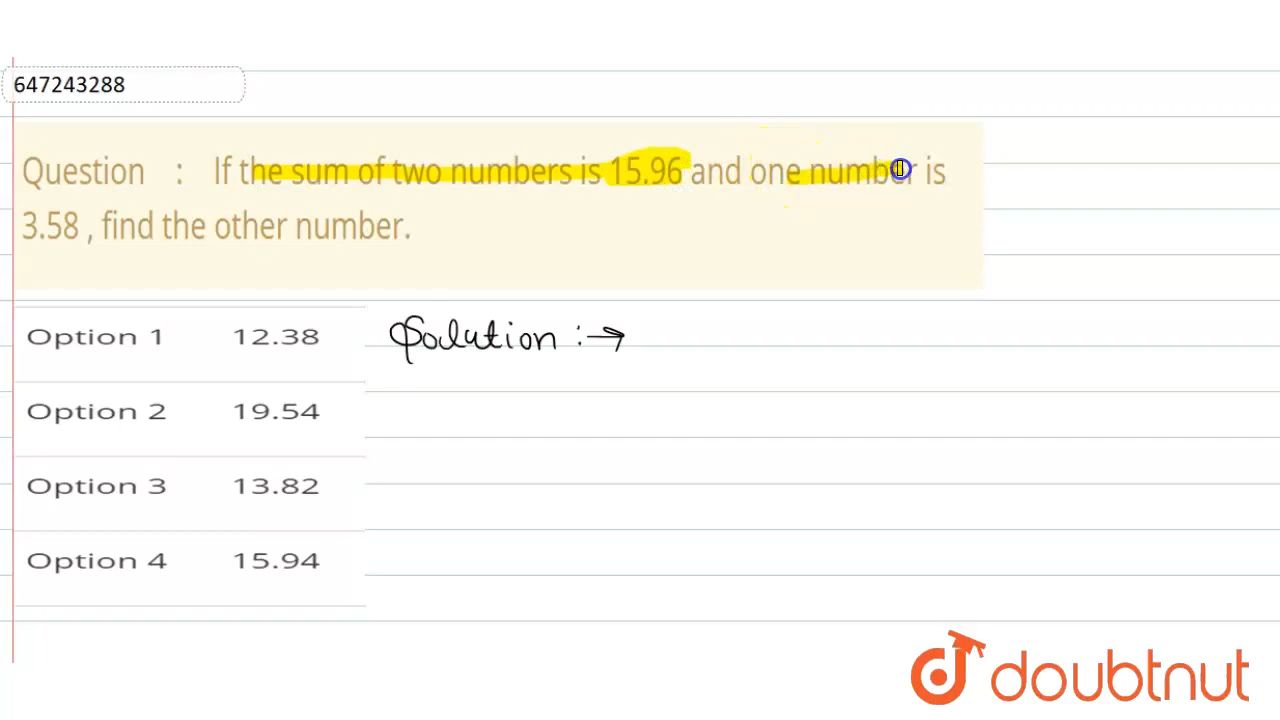 647243288
Question : If the sum of two numbers is 15.96 and one number is
3.58 , find the other number.
Option 1 12.38
Solution :→
Option 2 19.54
Option 3 13.82
Option 4 15.94
doubtnut